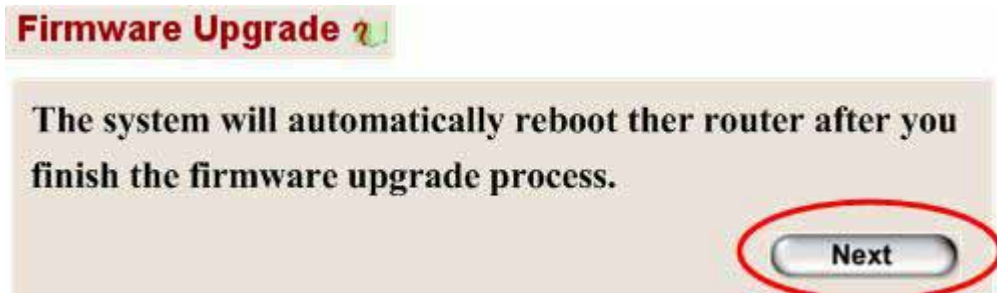 Firmware Upgrade
The system will automatically reboot ther router after you
finish the firmware upgrade process.
Next